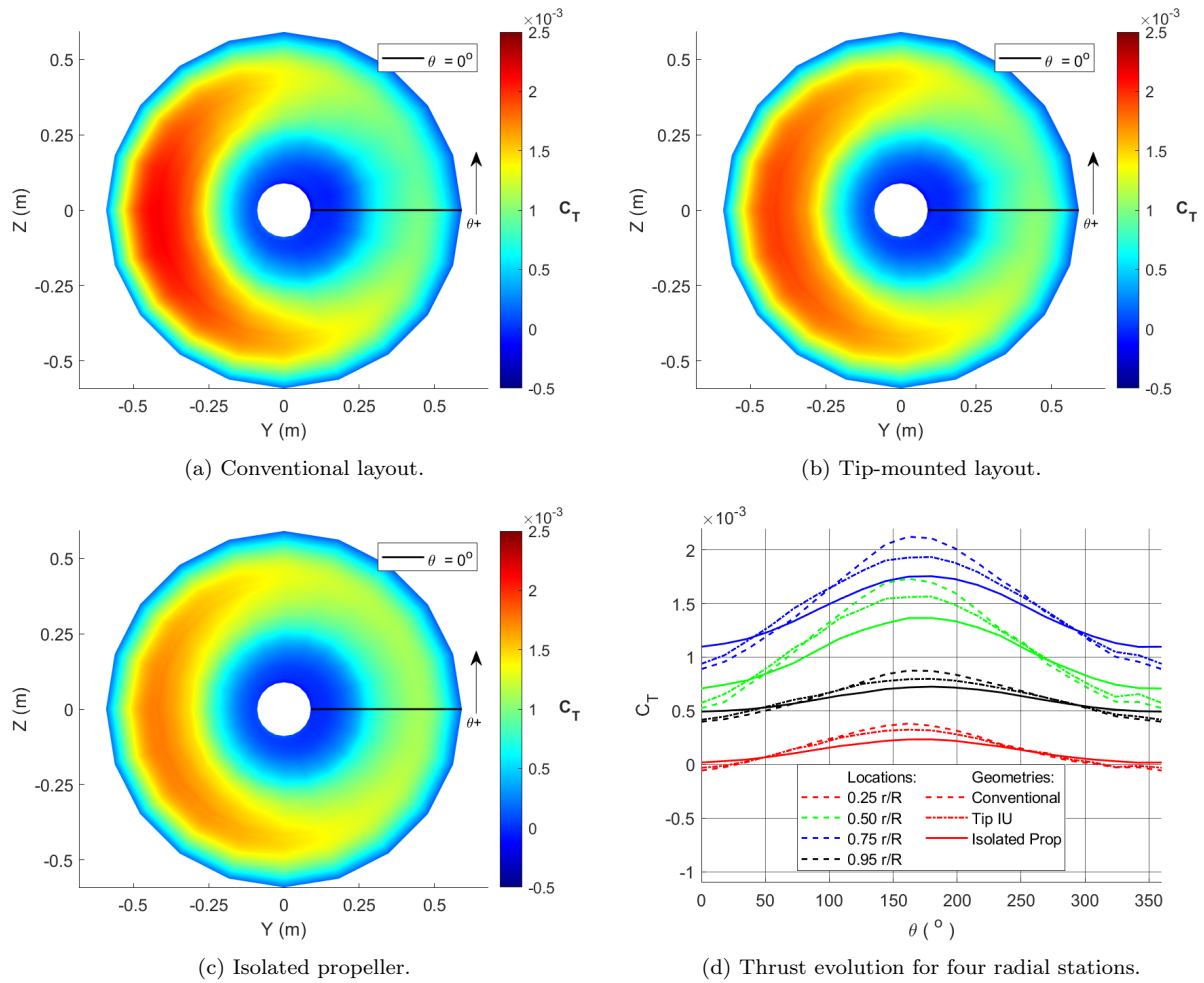 ×10⁻³
2.5
0.5
θ = 0°
2
0.25
1.5
Z (m)
0
1
C_T
θ+
-0.25
0.5
0
-0.5
-0.5
-0.5
-0.25
0
0.25
0.5
Y (m)
(a) Conventional layout.
×10⁻³
2.5
0.5
θ = 0°
2
0.25
1.5
Z (m)
0
1
C_T
θ+
-0.25
0.5
0
-0.5
-0.5
-0.5
-0.25
0
0.25
0.5
Y (m)
(b) Tip-mounted layout.
×10⁻³
2.5
0.5
θ = 0°
2
0.25
1.5
Z (m)
0
1
C_T
θ+
-0.25
0.5
0
-0.5
-0.5
-0.5
-0.25
0
0.25
0.5
Y (m)
(c) Isolated propeller.
×10⁻³
2
1.5
1
C_T
0.5
0
-0.5
-1
Locations:
0.25 r/R
0.50 r/R
0.75 r/R
0.95 r/R
Geometries:
Conventional
Tip IU
Isolated Prop
0
50
100
150
200
250
300
350
θ ( ° )
(d) Thrust evolution for four radial stations.